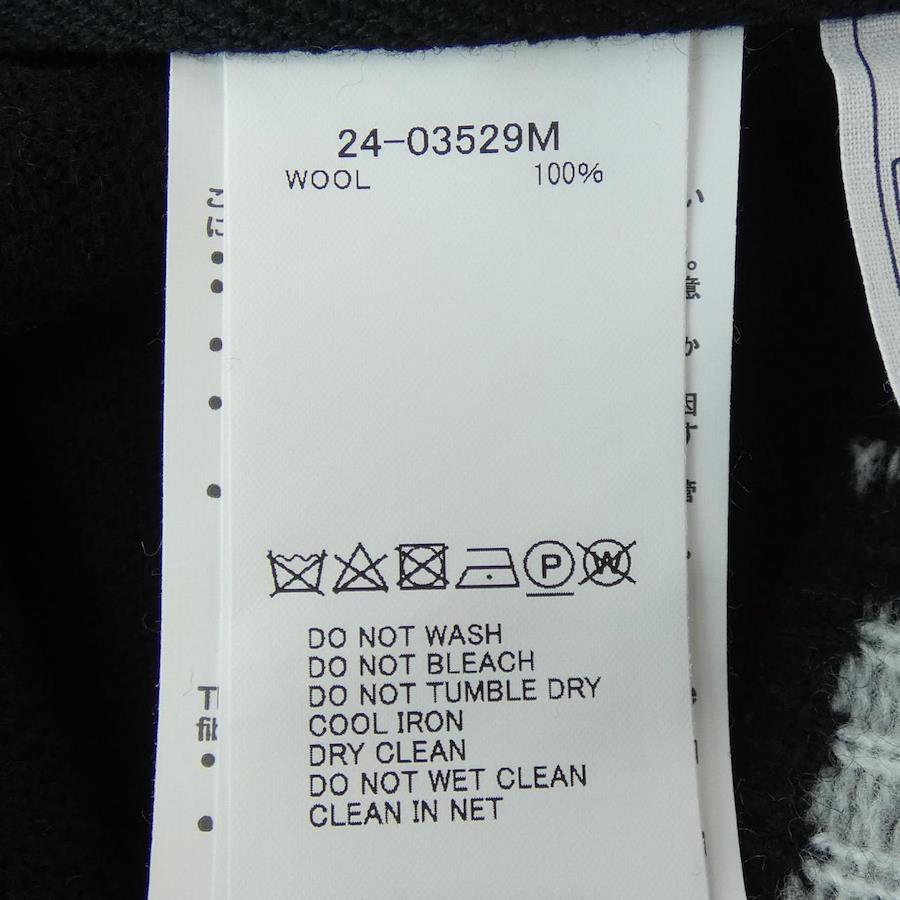 24-03529M
WOOL 100%
P
W
DO NOT WASH
DO NOT BLEACH
DO NOT TUMBLE DRY
COOL IRON
DRY CLEAN
DO NOT WET CLEAN
CLEAN IN NET